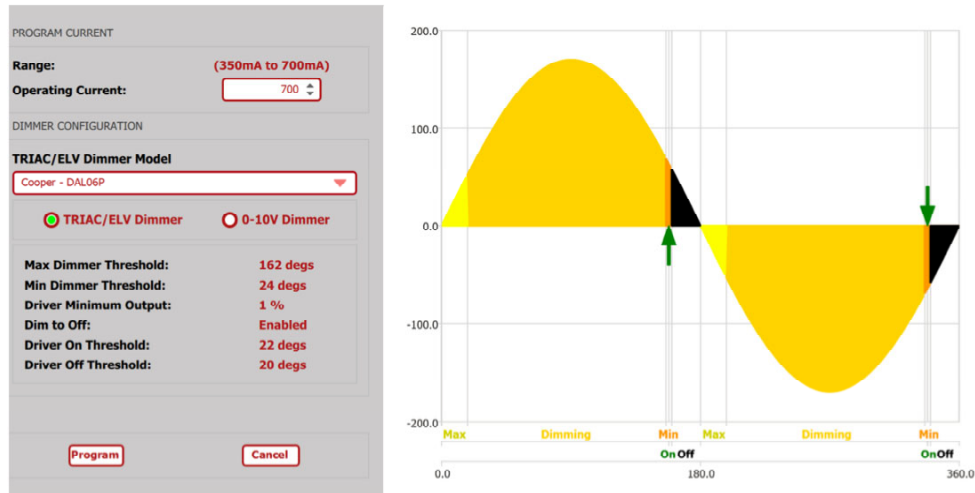 PROGRAM CURRENT
Range: (350mA to 700mA)
Operating Current: 700
DIMMER CONFIGURATION
TRIAC/ELV Dimmer Model
Cooper - DAL06P
TRIAC/ELV Dimmer 0-10V Dimmer
Max Dimmer Threshold: 162 degs
Min Dimmer Threshold: 24 degs
Driver Minimum Output: 1 %
Dim to Off: Enabled
Driver On Threshold: 22 degs
Driver Off Threshold: 20 degs
Program Cancel
200.0
100.0
0.0
-100.0
-200.0
Max Dimming Min Max Dimming Min
On Off On Off
0.0 180.0 360.0